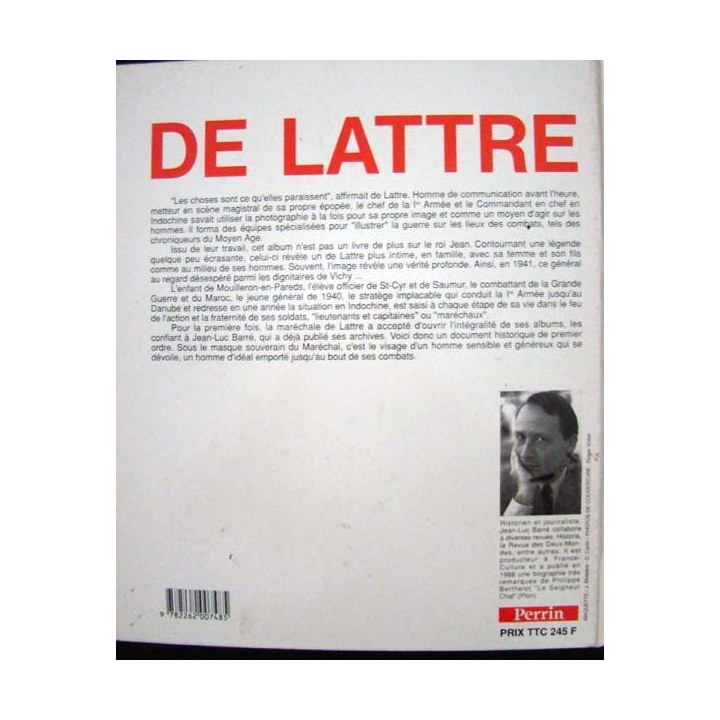 DE LATTRE
"Les choses sont ce qu'elles paraissent", affirmait de Lattre. Homme de communication avant l'heure,
metteur en scène magistral de sa propre épopée, le chef de la Iʳᵉ Armée et le Commandant en chef en
Indochine savait utiliser la photographie à la fois pour sa propre image et comme un moyen d'agir sur les
hommes. Il forma des équipes spécialisées pour "illustrer" la guerre sur les lieux des combats, tels des
chroniqueurs du Moyen Age.
Issu de leur travail, cet album n'est pas un livre de plus sur le roi Jean. Contournant une légende
quelque peu écrasante, celui-ci révèle un de Lattre plus intime, en famille, avec sa femme et son fils
comme au milieu de ses hommes. Souvent, l'image révèle une vérité profonde. Ainsi, en 1941, ce général
au regard désespéré parmi les dignitaires de Vichy ...
L'enfant de Mouilleron-en-Pareds, l'élève officier de St-Cyr et de Saumur, le combattant de la Grande
Guerre et du Maroc, le jeune général de 1940, le stratège implacable qui conduit la Iʳᵉ Armée jusqu'au
Danube et redresse en une année la situation en Indochine, est saisi à chaque étape de sa vie dans le feu
de l'action et la fraternité de ses soldats, "lieutenants et capitaines" ou "maréchaux".
Pour la première fois, la maréchale de Lattre a accepté d'ouvrir l'intégralité de ses albums, les
confiant à Jean-Luc Barré, qui a déjà publié ses archives. Voici donc un document historique de premier
ordre. Sous le masque souverain du Maréchal, c'est le visage d'un homme sensible et généreux qui se
dévoile, un homme d'idéal emporté jusqu'au bout de ses combats.
Historien et journaliste,
Jean-Luc Barré collabore
à diverses revues, Historia,
la Revue des Deux-Mon-
des, entre autres. Il est
producteur à France-
Culture et a publié en
1988 une biographie très
remarquée de Philippe
Berthelot "Le Seigneur
Chat" (Plon).
9 782262 007485
Perrin
PRIX TTC 245 F